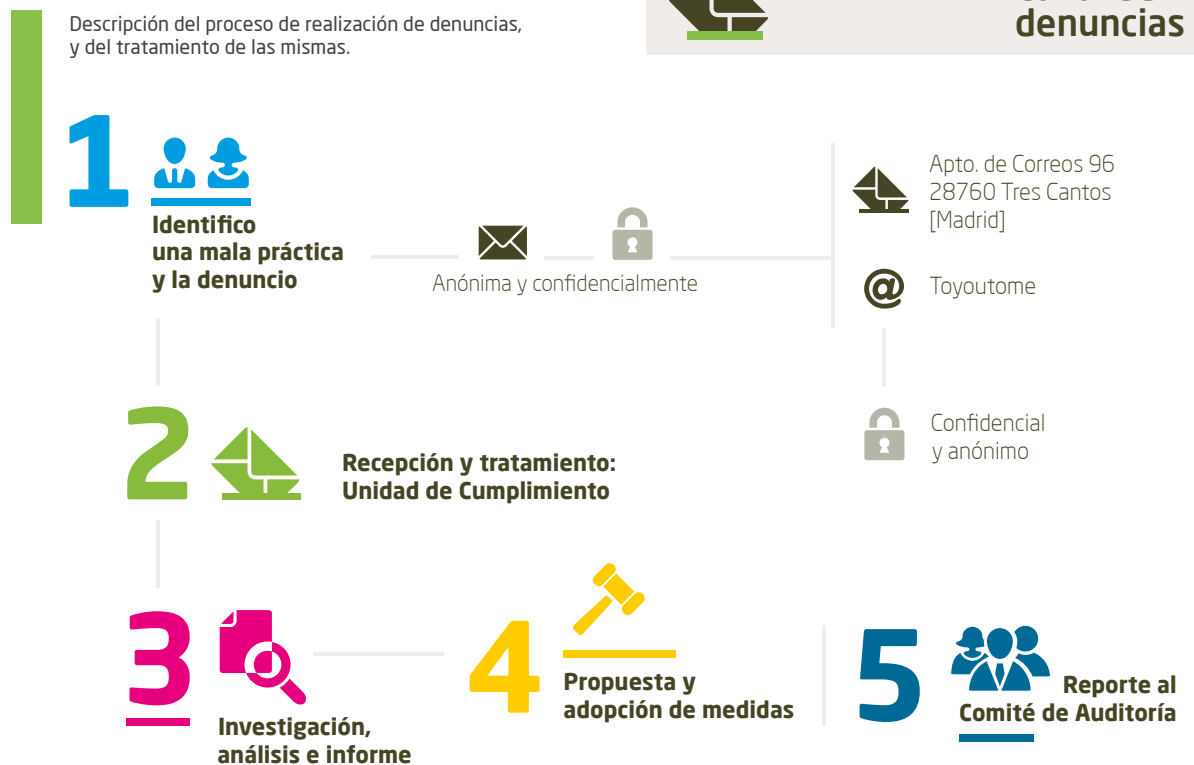 Descripción del proceso de realización de denuncias,
y del tratamiento de las mismas.
denuncias
1
Identifico
una mala práctica
y la denuncio
Anónima y confidencialmente
Apto. de Correos 96
28760 Tres Cantos
[Madrid]
@ Toyoutome
Confidencial
y anónimo
2
Recepción y tratamiento:
Unidad de Cumplimiento
3
Investigación,
análisis e informe
4
Propuesta y
adopción de medidas
5
Reporte al
Comité de Auditoría